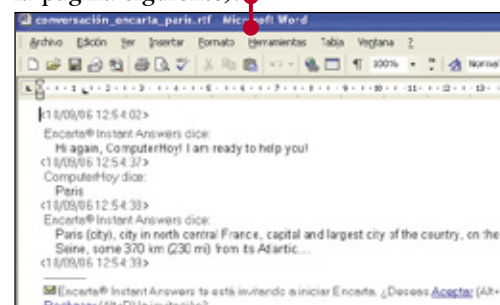 la página siguiente).
conversación_encarta_paris.rtf - Microsoft Word
Archivo Edición Ver Insertar Formato Herramientas Tabla Ventana ?
100% Normal
<18/09/06 12:54:02>
Encarta® Instant Answers dice:
Hi again, ComputerHoy! I am ready to help you!
<18/09/06 12:54:37>
ComputerHoy dice:
Paris
<18/09/06 12:54:38>
Encarta® Instant Answers dice:
Paris (city), city in north central France, capital and largest city of the country, on the
Seine, some 370 km (230 mi) from its Atlantic...
<18/09/06 12:54:39>
Encarta® Instant Answers te está invitando a iniciar Encarta. ¿Deseas Aceptar (Alt+